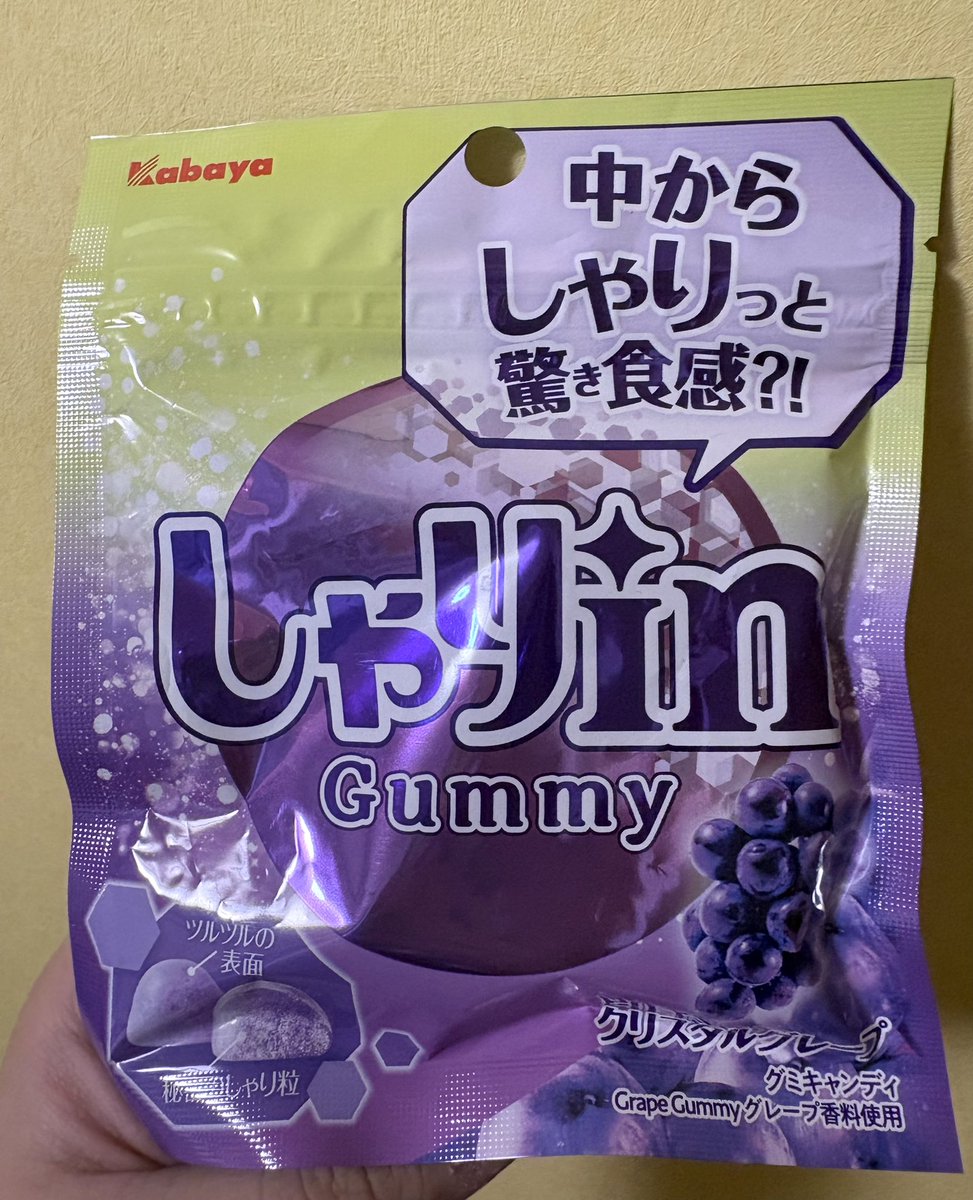 Kabaya
中から
しゃりっと
驚き食感?!
しゃりin
Gummy
ツルツルの
表面
しゃり粒
クリスタルグレープ
グミキャンディ
Grape Gummy グレープ香料使用